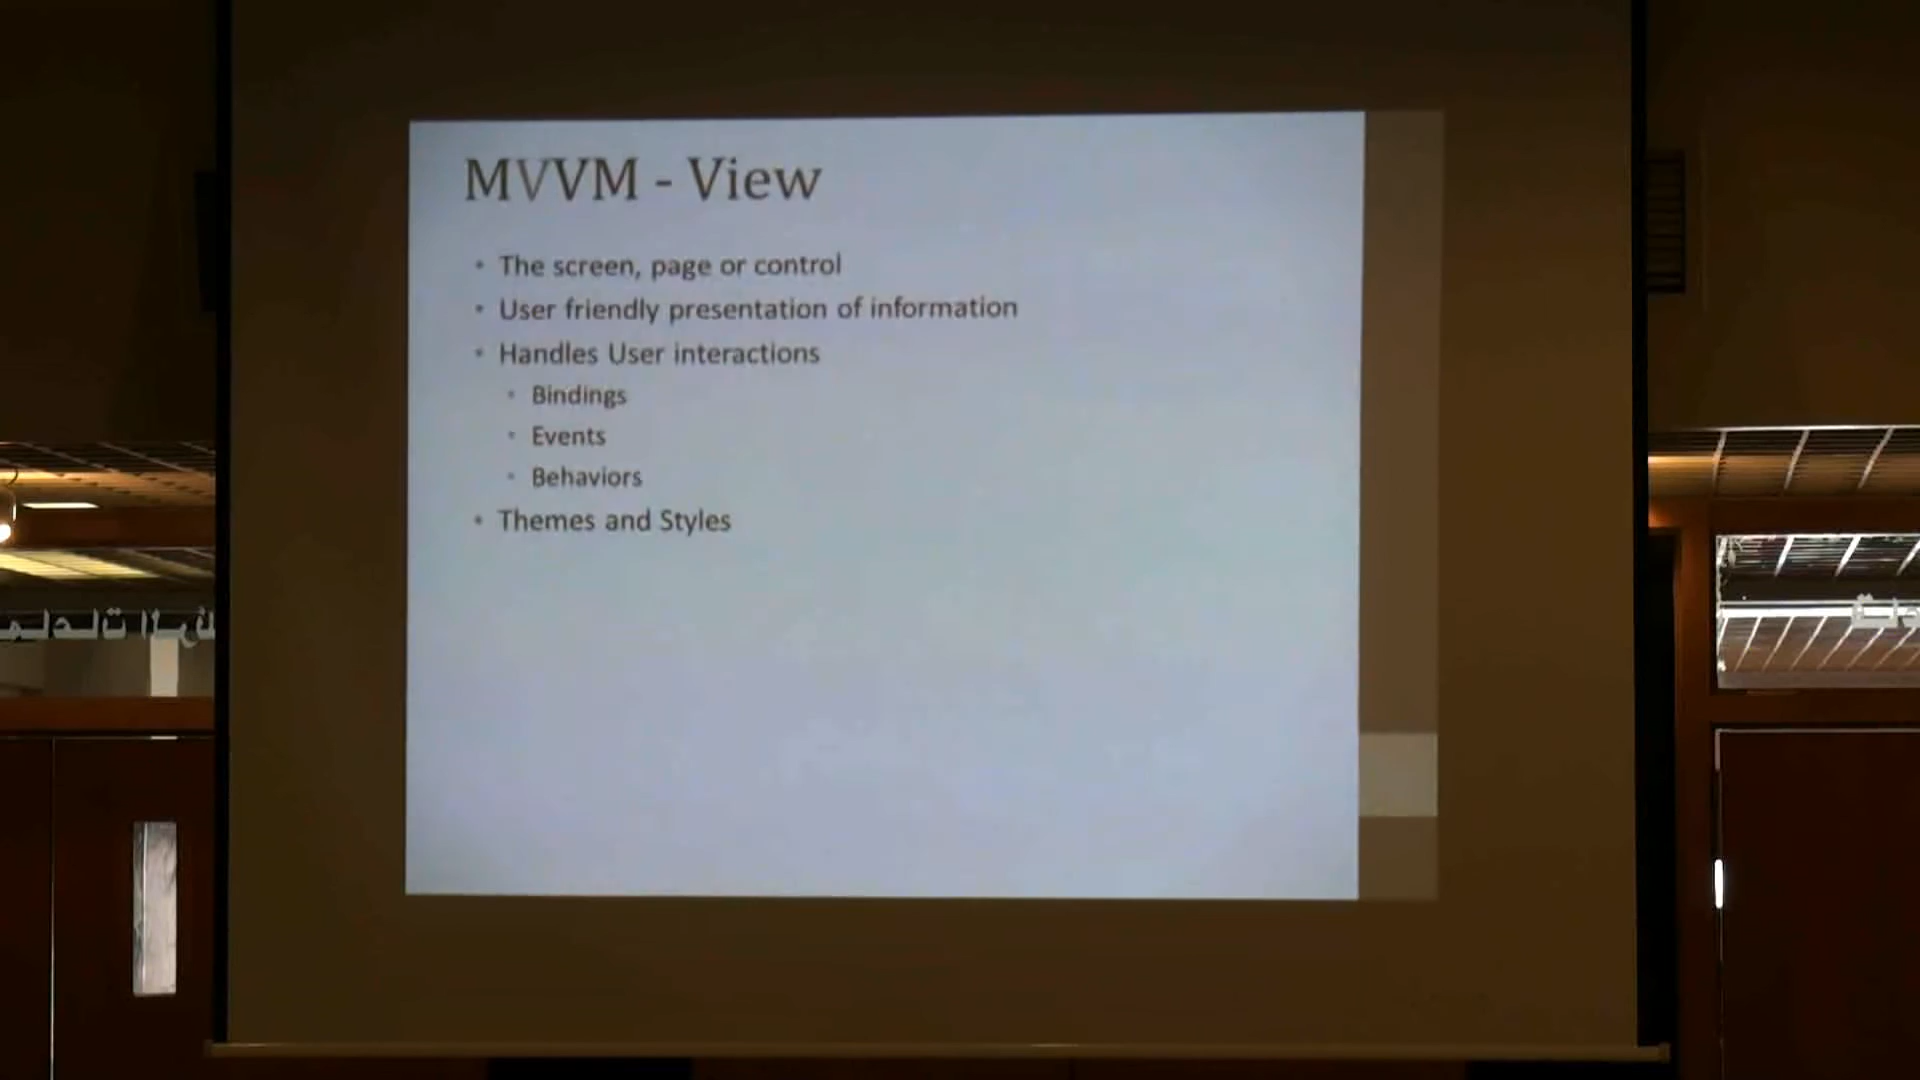 MVVM - View
• The screen, page or control
• User friendly presentation of information
• Handles User interactions
• Bindings
• Events
• Behaviors
• Themes and Styles